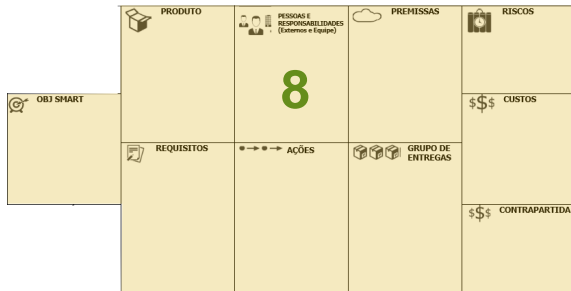 PRODUTO
PESSOAS E
RESPONSABILIDADES
(Externos e Equipe)
8
PREMISSAS
RISCOS
OBJ SMART
$$$ CUSTOS
REQUISITOS
AÇÕES
GRUPO DE
ENTREGAS
$$$ CONTRAPARTIDA